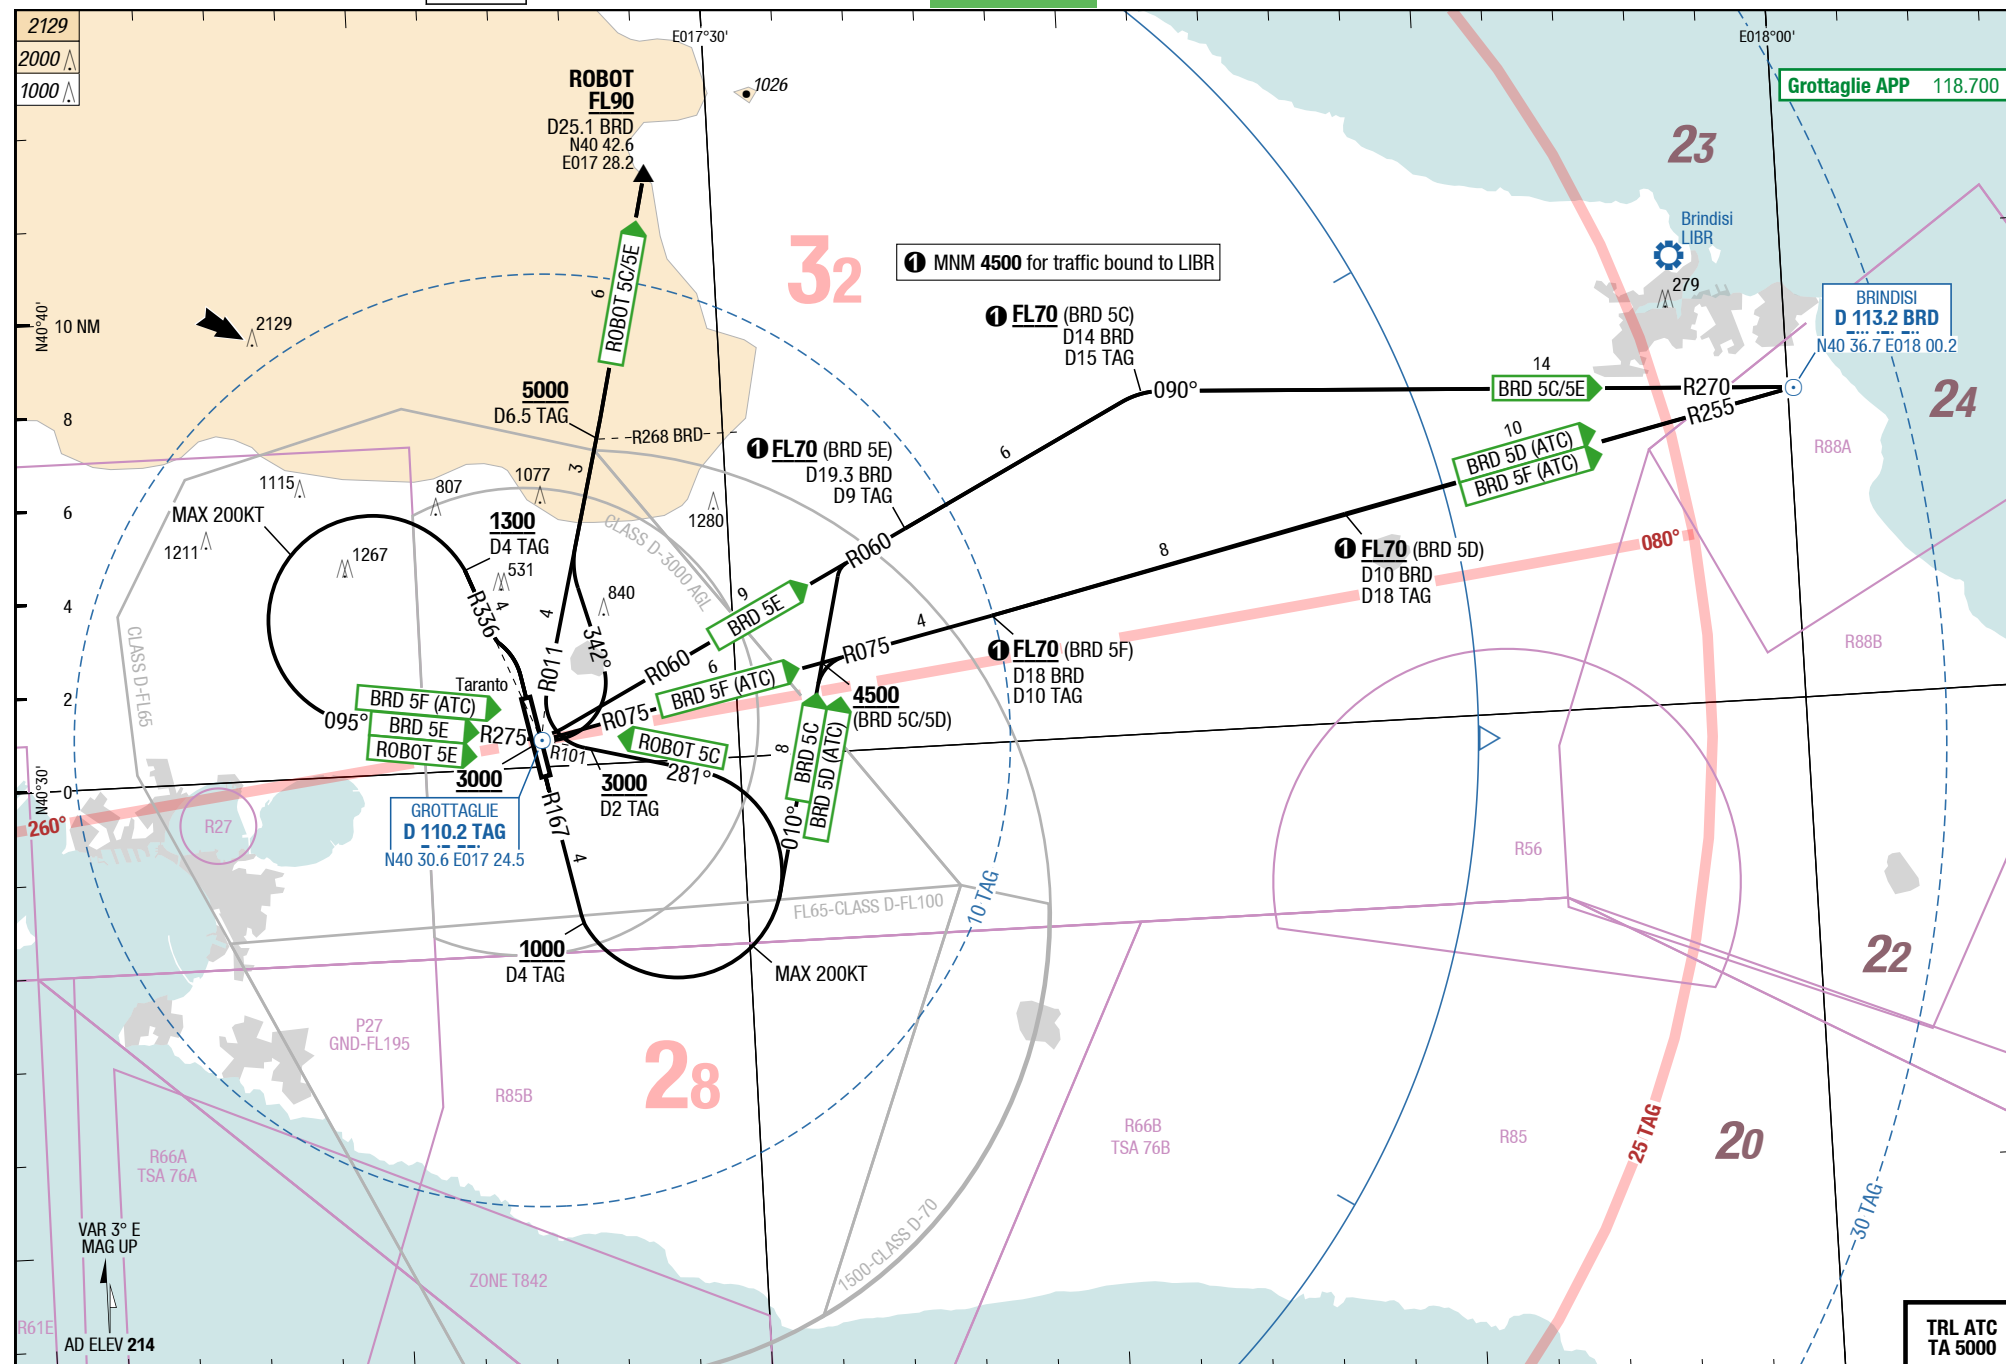 2129
2000
1000
E017°30'
E018°00'
Grottaglie APP 118.700
ROBOT
FL90
D25.1 BRD
N40 42.6
E017 28.2
1026
23
32
❶ MNM 4500 for traffic bound to LIBR
Brindisi
LIBR
279
BRINDISI
D 113.2 BRD
N40 36.7 E018 00.2
❶ FL70 (BRD 5C)
D14 BRD
D15 TAG
6
ROBOT 5C/5E
N40°40'
10 NM
2129
14
BRD 5C/5E
090°
R270
R255
24
5000
D6.5 TAG
R268 BRD
8
❶ FL70 (BRD 5E)
D19.3 BRD
D9 TAG
6
10
BRD 5D (ATC)
BRD 5F (ATC)
R88A
3
1115
807
1077
1280
MAX 200KT
6
1211
1267
1300
D4 TAG
531
CLASS D-3000 AGL
R060
8
❶ FL70 (BRD 5D)
D10 BRD
D18 TAG
080°
4
R336
4
4
840
342°
9
BRD 5E
4
R075
R88B
CLASS D-FL65
R011
R060
6
BRD 5F (ATC)
❶ FL70 (BRD 5F)
D18 BRD
D10 TAG
2
Taranto
BRD 5F (ATC)
BRD 5E
ROBOT 5E
095°
R275
R075
4500
(BRD 5C/5D)
ROBOT 5C
R101
281°
8
BRD 5C
BRD 5D (ATC)
010°
3000
3000
D2 TAG
N40°30'
0
260°
R27
GROTTAGLIE
D 110.2 TAG
N40 30.6 E017 24.5
R167
4
R56
10 TAG
FL65-CLASS D-FL100
1000
D4 TAG
MAX 200KT
22
P27
GND-FL195
28
R85B
R66B
TSA 76B
R85
25 TAG
20
R66A
TSA 76A
30 TAG
1500-CLASS D-70
VAR 3° E
MAG UP
ZONE T842
R61E
AD ELEV 214
TRL ATC
TA 5000